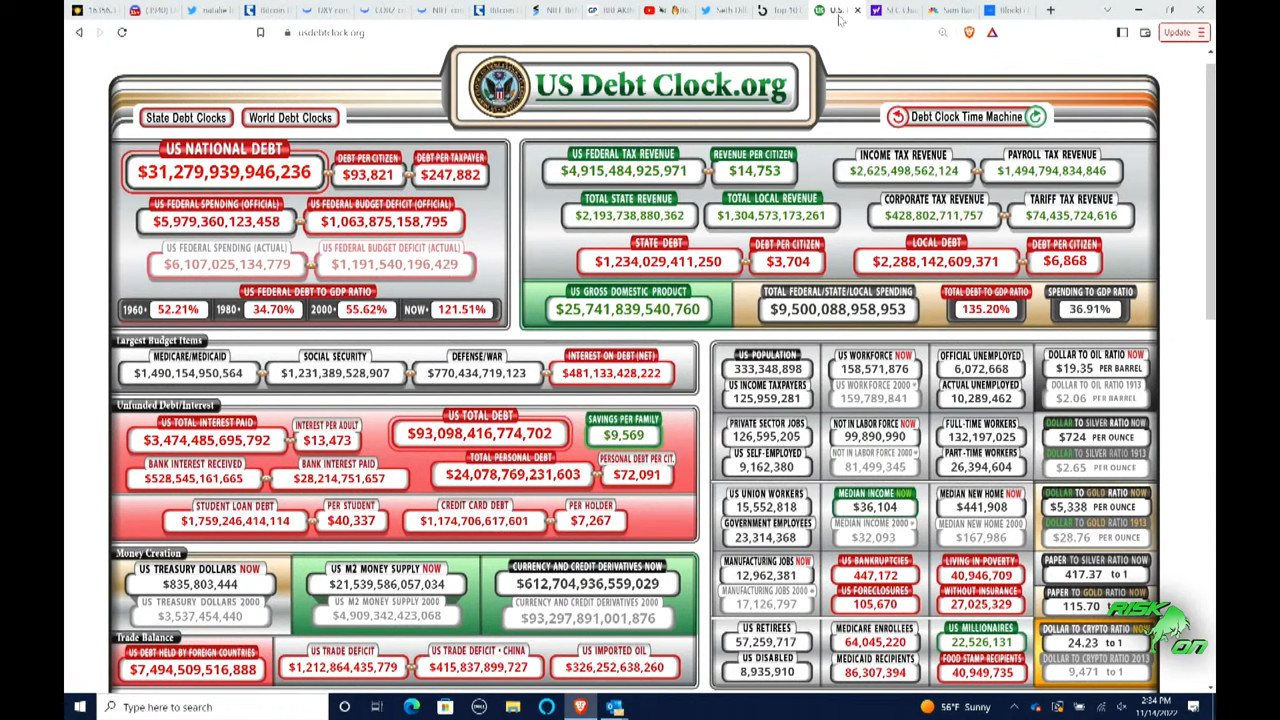 usdebtclock.org
Update
US Debt Clock.org
State Debt Clocks
World Debt Clocks
Debt Clock Time Machine
US NATIONAL DEBT
$31,279,939,946,236
DEBT PER CITIZEN
$93,821
DEBT PER TAXPAYER
$247,882
US FEDERAL SPENDING (OFFICIAL)
$5,979,360,123,458
US FEDERAL BUDGET DEFICIT (OFFICIAL)
$1,063,875,158,795
US FEDERAL SPENDING (ACTUAL)
$6,107,025,134,779
US FEDERAL BUDGET DEFICIT (ACTUAL)
$1,191,540,196,429
US FEDERAL DEBT TO GDP RATIO
1960• 52.21% 1980• 34.70% 2000• 55.62% NOW• 121.51%
US FEDERAL TAX REVENUE
$4,915,484,925,971
REVENUE PER CITIZEN
$14,753
INCOME TAX REVENUE
$2,625,498,562,124
PAYROLL TAX REVENUE
$1,494,794,834,846
TOTAL STATE REVENUE
$2,193,738,880,362
TOTAL LOCAL REVENUE
$1,304,573,173,261
CORPORATE TAX REVENUE
$428,802,711,757
TARIFF TAX REVENUE
$74,435,724,616
STATE DEBT
$1,234,029,411,250
DEBT PER CITIZEN
$3,704
LOCAL DEBT
$2,288,142,609,371
DEBT PER CITIZEN
$6,868
US GROSS DOMESTIC PRODUCT
$25,741,839,540,760
TOTAL FEDERAL/STATE/LOCAL SPENDING
$9,500,088,958,953
TOTAL DEBT TO GDP RATIO
135.20%
SPENDING TO GDP RATIO
36.91%
Largest Budget Items
MEDICARE/MEDICAID
$1,490,154,950,564
SOCIAL SECURITY
$1,231,389,528,907
DEFENSE/WAR
$770,434,719,123
INTEREST ON DEBT (NET)
$481,133,428,222
Unfunded Debt/Interest
US TOTAL INTEREST PAID
$3,474,485,695,792
INTEREST PER ADULT
$13,473
US TOTAL DEBT
$93,098,416,774,702
SAVINGS PER FAMILY
$9,569
BANK INTEREST RECEIVED
$528,545,161,665
BANK INTEREST PAID
$28,214,751,657
TOTAL PERSONAL DEBT
$24,078,769,231,603
PERSONAL DEBT PER CIT.
$72,091
STUDENT LOAN DEBT
$1,759,246,414,114
PER STUDENT
$40,337
CREDIT CARD DEBT
$1,174,706,617,601
PER HOLDER
$7,267
Money Creation
US TREASURY DOLLARS NOW
$835,803,444
US TREASURY DOLLARS 2000
$3,537,454,440
US M2 MONEY SUPPLY NOW
$21,539,586,057,034
US M2 MONEY SUPPLY 2000
$4,909,342,423,068
CURRENCY AND CREDIT DERIVATIVES NOW
$612,704,936,559,029
CURRENCY AND CREDIT DERIVATIVES 2000
$93,297,891,001,876
Trade Balance
US DEBT HELD BY FOREIGN COUNTRIES
$7,494,509,516,888
US TRADE DEFICIT
$1,212,864,435,779
US TRADE DEFICIT • CHINA
$415,837,899,727
US IMPORTED OIL
$326,252,638,260
US POPULATION
333,348,898
US INCOME TAXPAYERS
125,959,281
US WORKFORCE NOW
158,571,876
US WORKFORCE 2000
159,789,841
OFFICIAL UNEMPLOYED
6,072,668
ACTUAL UNEMPLOYED
10,289,462
DOLLAR TO OIL RATIO NOW
$19.35 PER BARREL
DOLLAR TO OIL RATIO 1913
$2.06 PER BARREL
PRIVATE SECTOR JOBS
126,595,205
US SELF-EMPLOYED
9,162,380
NOT IN LABOR FORCE NOW
99,890,990
NOT IN LABOR FORCE 2000
81,499,345
FULL-TIME WORKERS
132,197,025
PART-TIME WORKERS
26,394,604
DOLLAR TO SILVER RATIO NOW
$724 PER OUNCE
DOLLAR TO SILVER RATIO 1913
$2.65 PER OUNCE
US UNION WORKERS
15,552,818
GOVERNMENT EMPLOYEES
23,314,368
MEDIAN INCOME NOW
$36,104
MEDIAN INCOME 2000
$32,093
MEDIAN NEW HOME NOW
$441,908
MEDIAN NEW HOME 2000
$167,986
DOLLAR TO GOLD RATIO NOW
$5,338 PER OUNCE
DOLLAR TO GOLD RATIO 1913
$28.76 PER OUNCE
MANUFACTURING JOBS NOW
12,962,381
MANUFACTURING JOBS 2000
17,126,797
US BANKRUPTCIES
447,172
US FORECLOSURES
105,670
LIVING IN POVERTY
40,946,709
WITHOUT INSURANCE
27,025,329
PAPER TO SILVER RATIO NOW
417.37 to 1
PAPER TO GOLD RATIO NOW
115.70
US RETIREES
57,259,717
US DISABLED
8,935,910
MEDICARE ENROLLEES
64,045,220
MEDICAID RECIPIENTS
86,307,394
US MILLIONAIRES
22,526,131
FOOD STAMP RECIPIENTS
40,949,735
DOLLAR TO CRYPTO RATIO NOW
24.23 to 1
DOLLAR TO CRYPTO RATIO 2013
9,471 to 1
RISK
ON
Type here to search
56°F Sunny
2:34 PM
11/14/2022